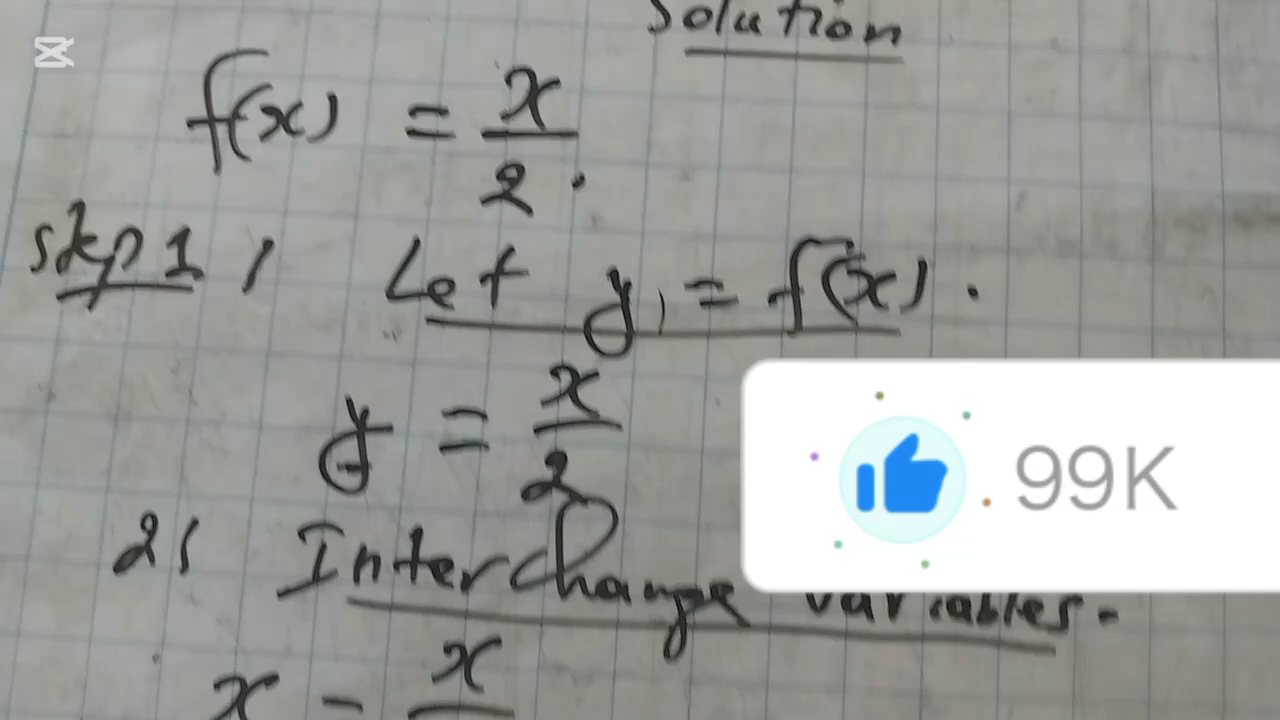 Solution
f(x) = x/2.
Step 1, Let y = f(x).
y = x/2
99K
2, Interchange variables.
x = x